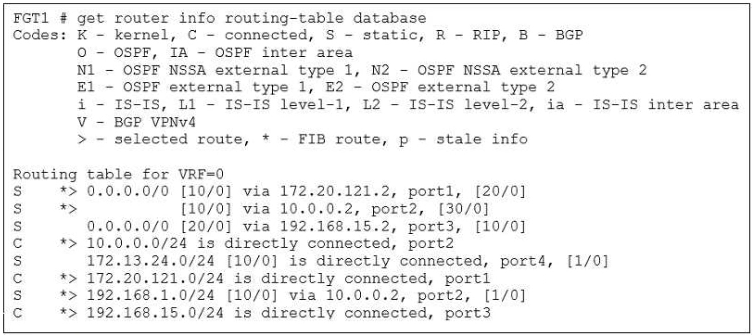 FGT1 # get router info routing-table database
Codes: K - kernel, C - connected, S - static, R - RIP, B - BGP
O - OSPF, IA - OSPF inter area
N1 - OSPF NSSA external type 1, N2 - OSPF NSSA external type 2
E1 - OSPF external type 1, E2 - OSPF external type 2
i - IS-IS, L1 - IS-IS level-1, L2 - IS-IS level-2, ia - IS-IS inter area
V - BGP VPNv4
> - selected route, * - FIB route, p - stale info
Routing table for VRF=0
S *> 0.0.0.0/0 [10/0] via 172.20.121.2, port1, [20/0]
S *> [10/0] via 10.0.0.2, port2, [30/0]
S 0.0.0.0/0 [20/0] via 192.168.15.2, port3, [10/0]
C *> 10.0.0.0/24 is directly connected, port2
S 172.13.24.0/24 [10/0] is directly connected, port4, [1/0]
C *> 172.20.121.0/24 is directly connected, port1
S *> 192.168.1.0/24 [10/0] via 10.0.0.2, port2, [1/0]
C *> 192.168.15.0/24 is directly connected, port3